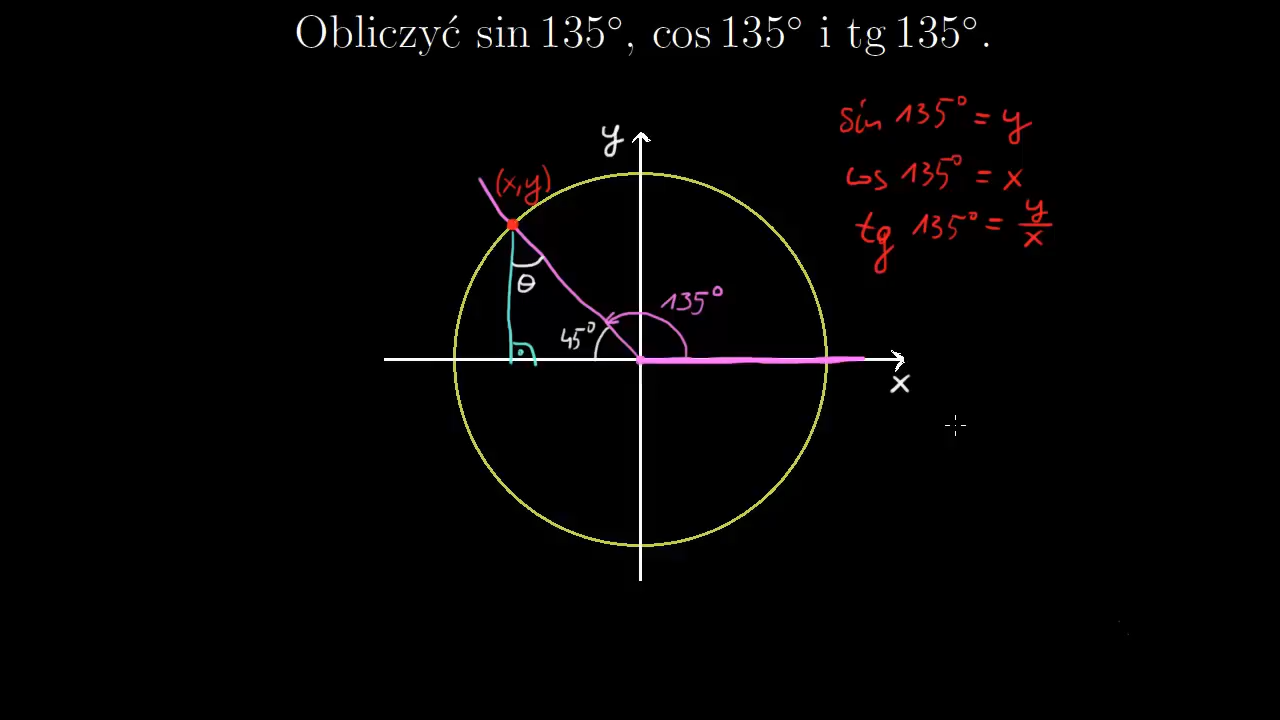 Obliczyć sin 135°, cos 135° i tg 135°.
sin 135° = y
cos 135° = x
tg 135° = y/x
y
(x,y)
θ
135°
45°
x